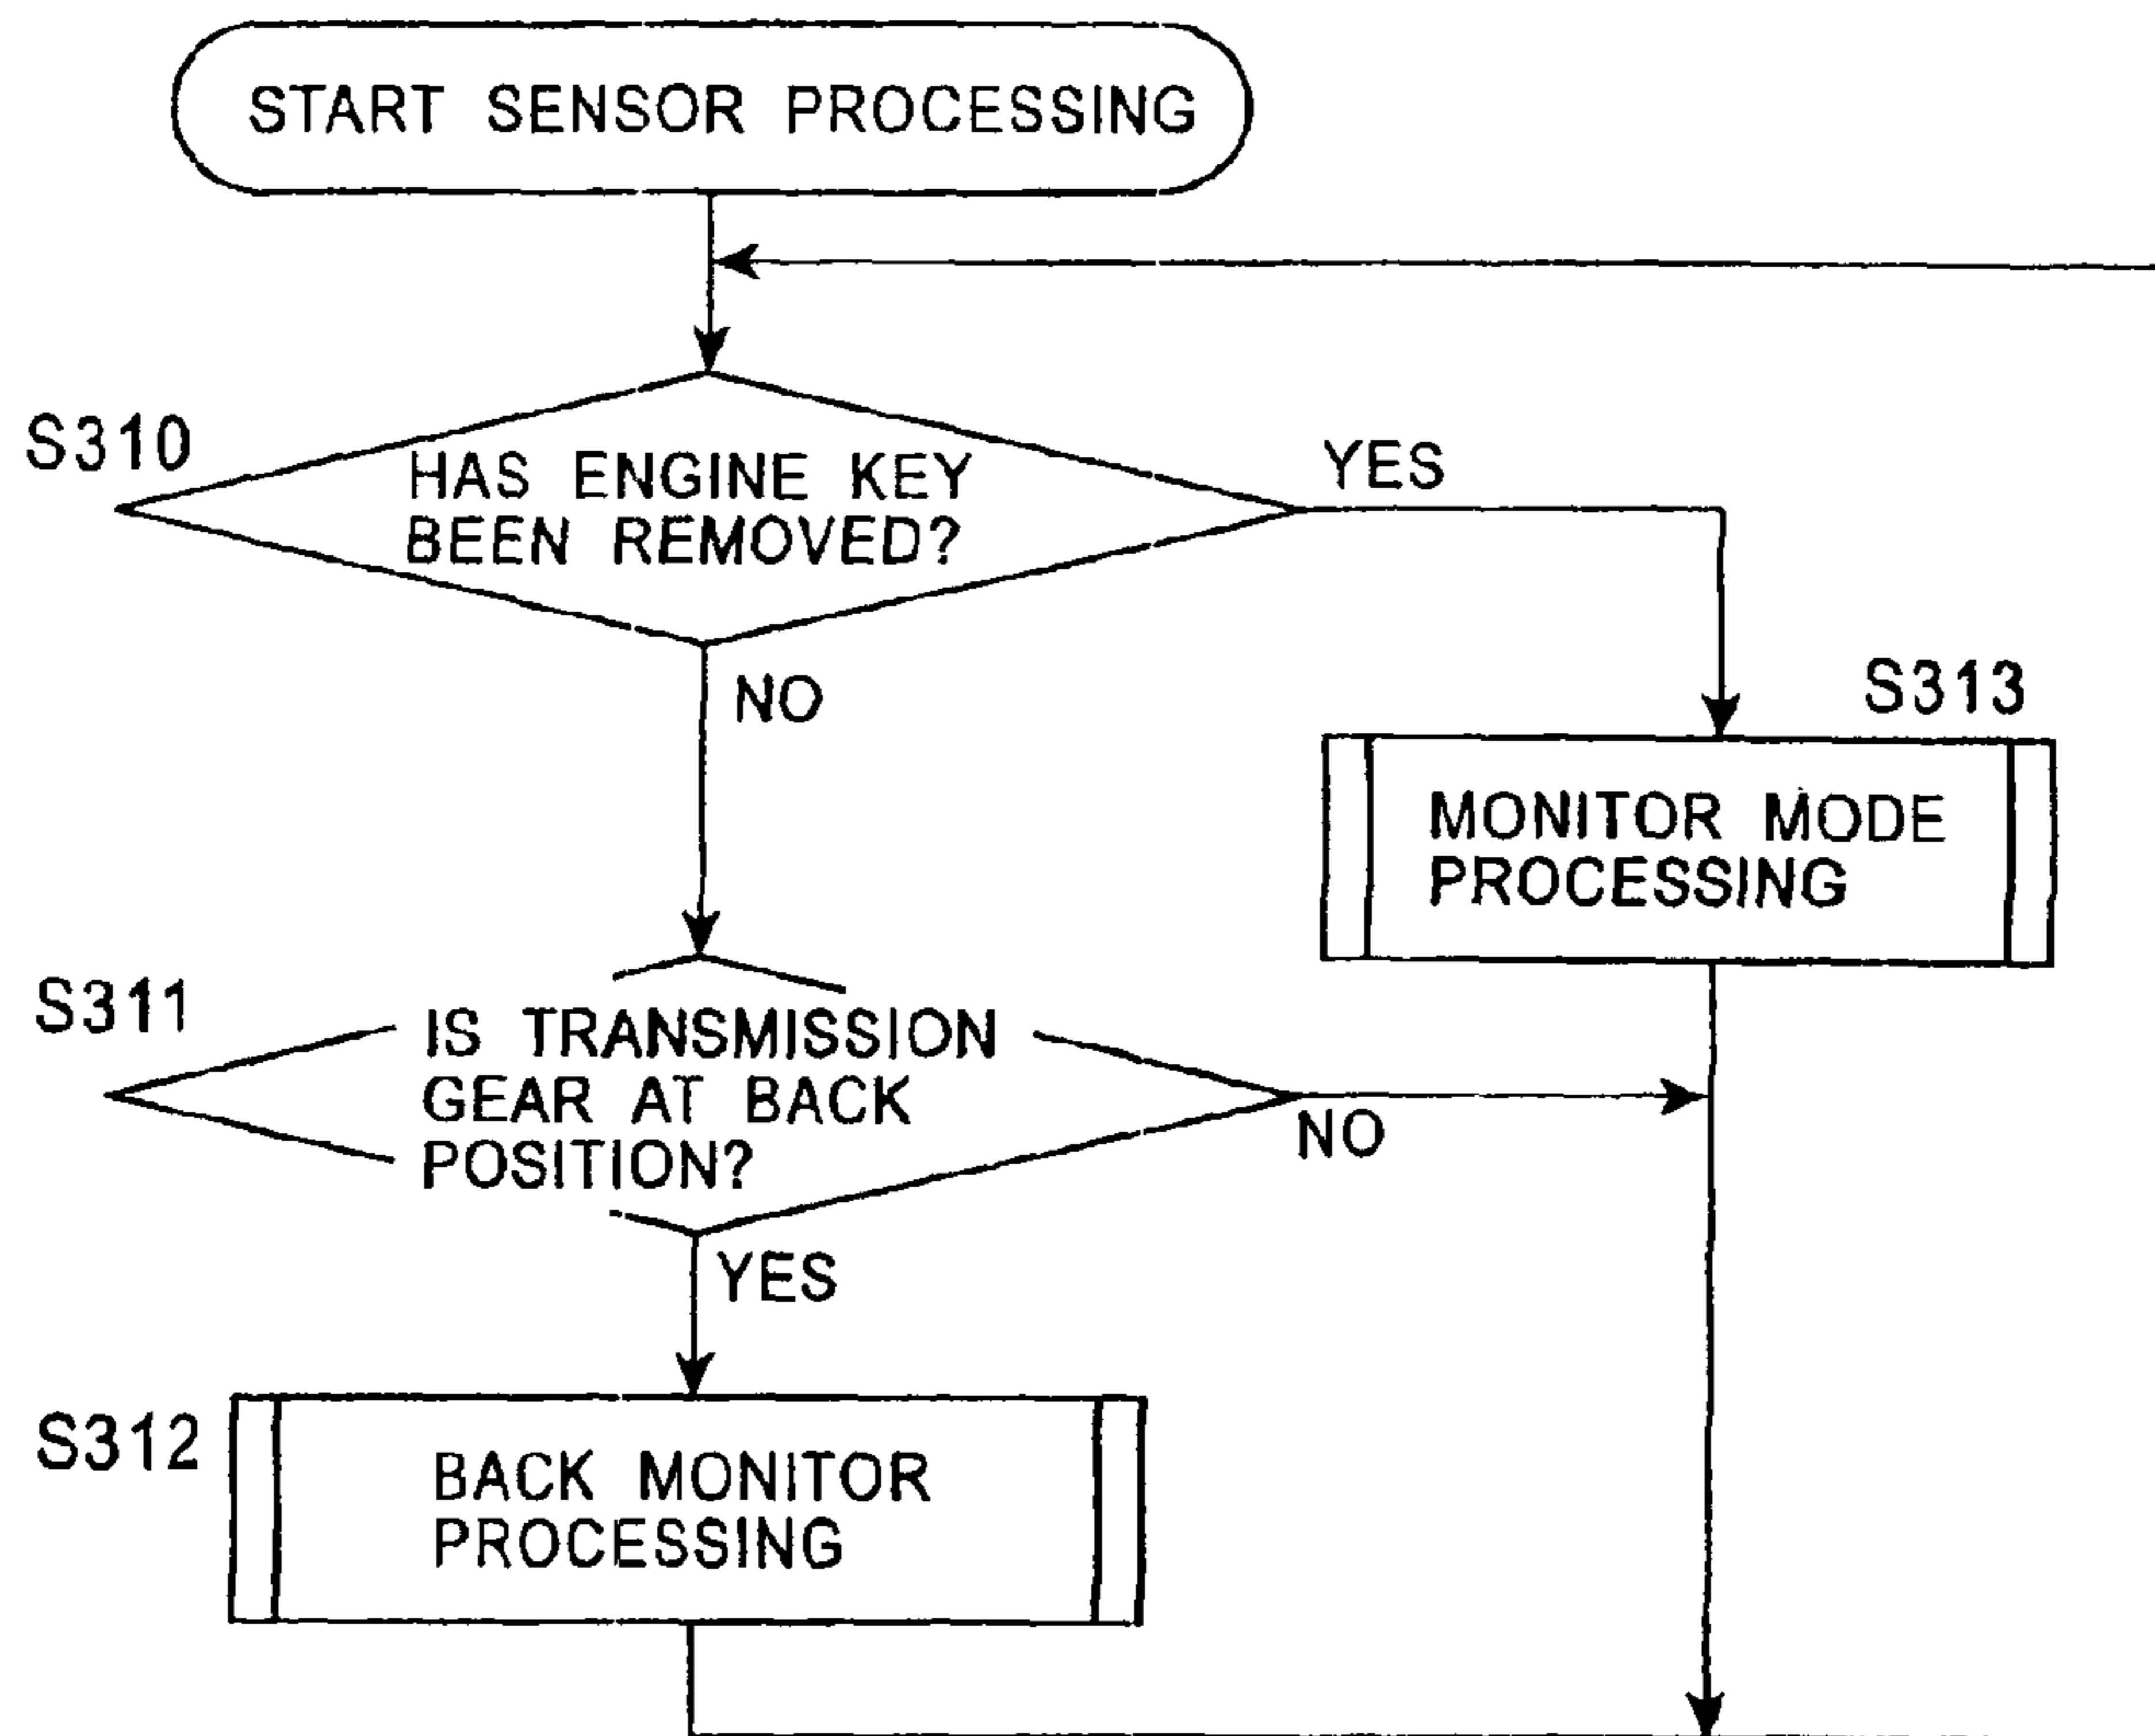 START SENSOR PROCESSING
S310
HAS ENGINE KEY
BEEN REMOVED?
YES
NO
S313
MONITOR MODE
PROCESSING
S311
IS TRANSMISSION
GEAR AT BACK
POSITION?
NO
YES
S312
BACK MONITOR
PROCESSING